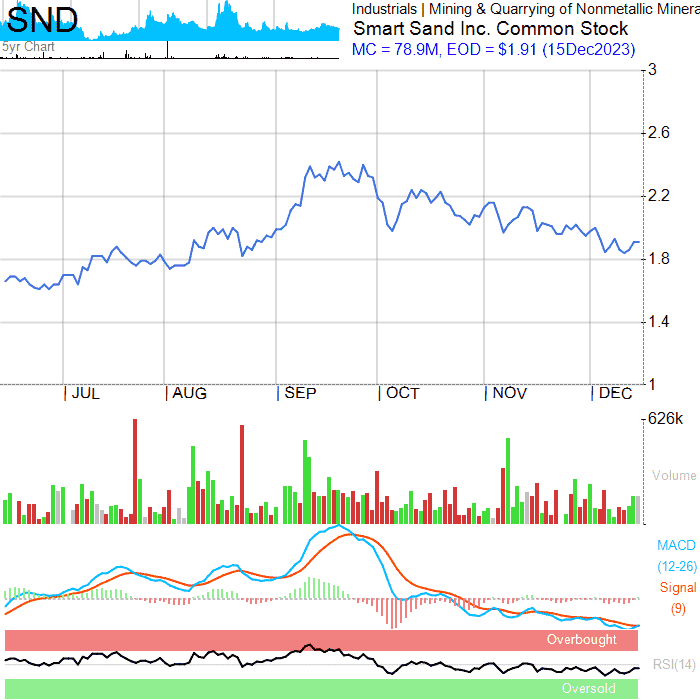 SND
Industrials | Mining & Quarrying of Nonmetallic Minera
Smart Sand Inc. Common Stock
5yr Chart
MC = 78.9M, EOD = $1.91 (15Dec2023)
3
2.6
2.2
1.8
1.4
1
JUL
AUG
SEP
OCT
NOV
DEC
626k
Volume
MACD
(12-26)
Signal
(9)
Overbought
RSI(14)
Oversold